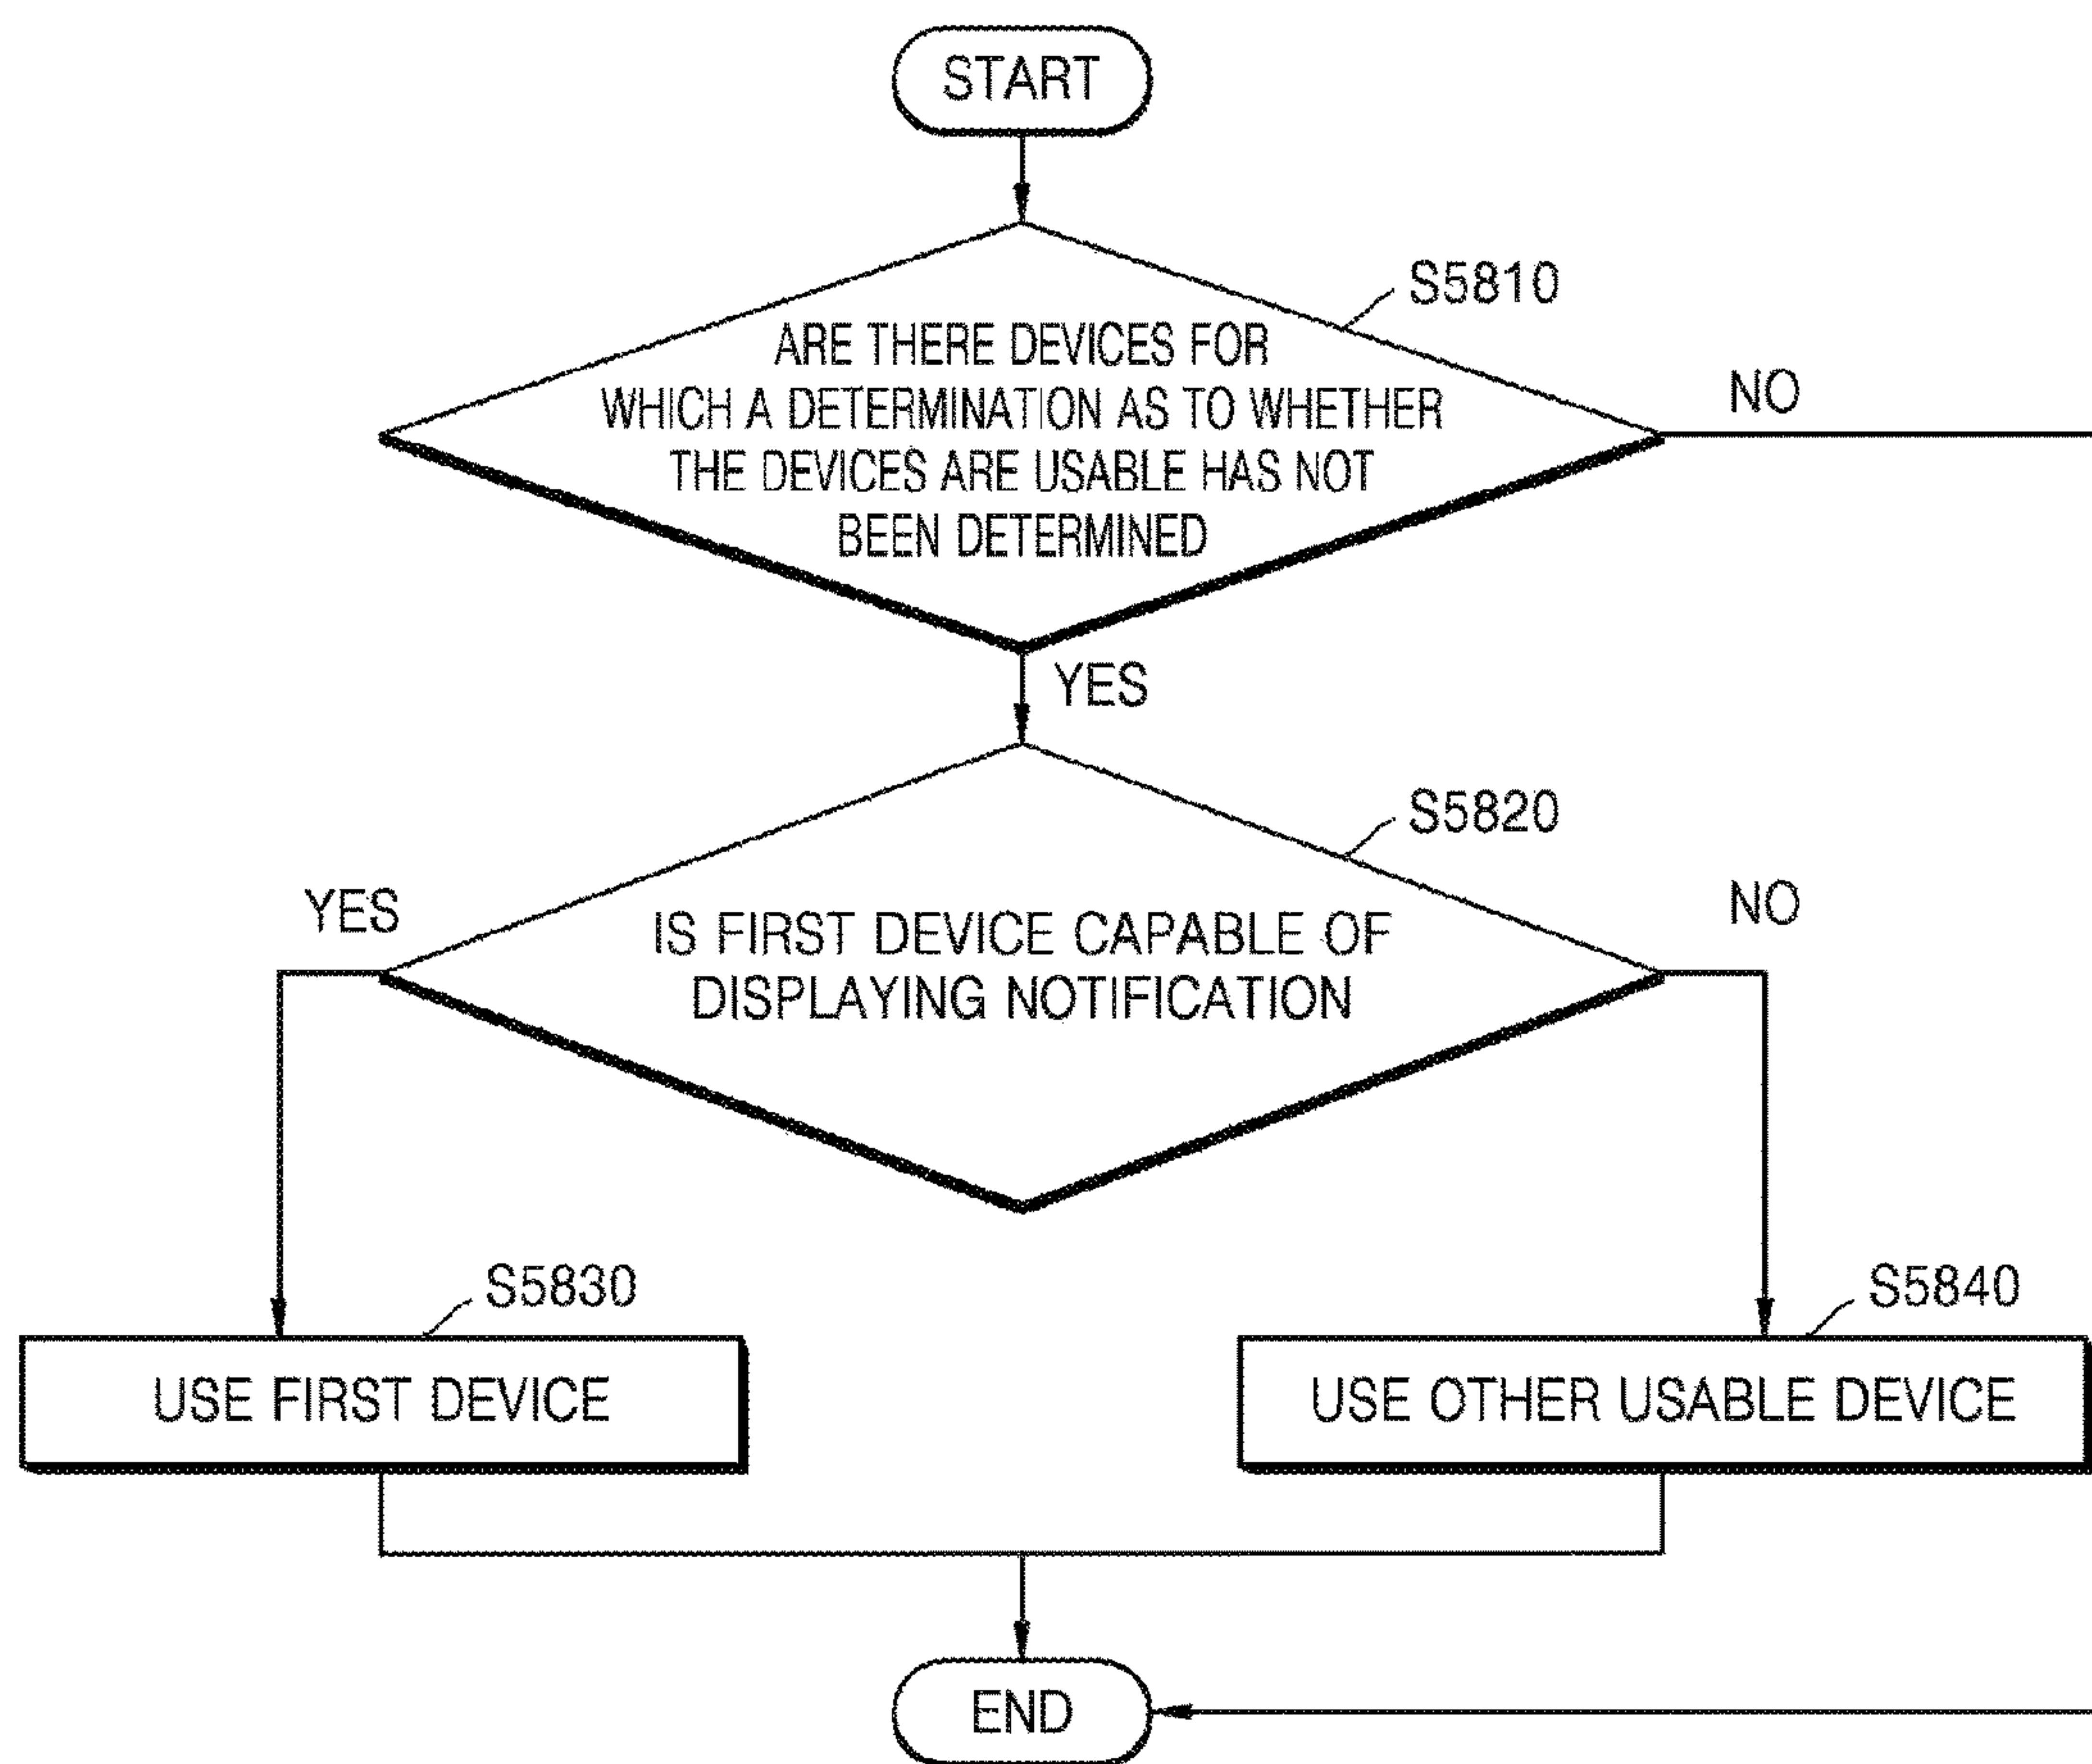 START
S5810
ARE THERE DEVICES FOR
WHICH A DETERMINATION AS TO WHETHER
THE DEVICES ARE USABLE HAS NOT
BEEN DETERMINED
NO
YES
S5820
YES
IS FIRST DEVICE CAPABLE OF
DISPLAYING NOTIFICATION
NO
S5830
S5840
USE FIRST DEVICE
USE OTHER USABLE DEVICE
END